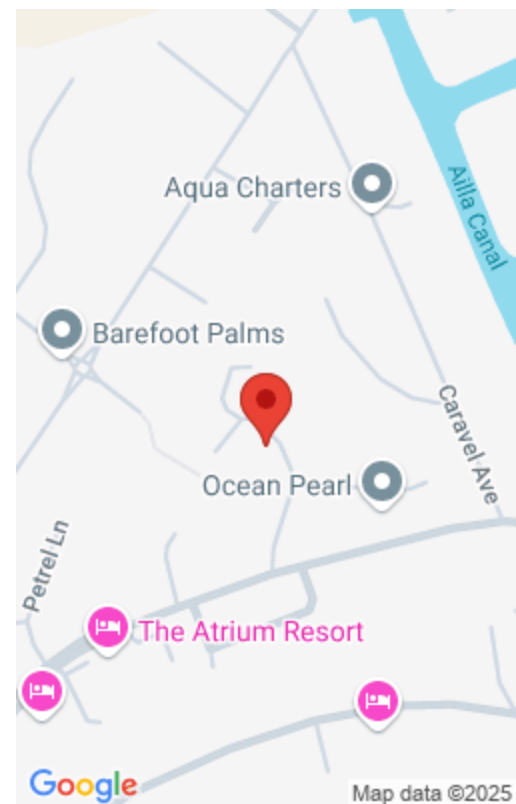 Aqua Charters
Ailla Canal
Barefoot Palms
Caravel Ave
Ocean Pearl
Petrel Ln
The Atrium Resort
Google
Map data ©2025